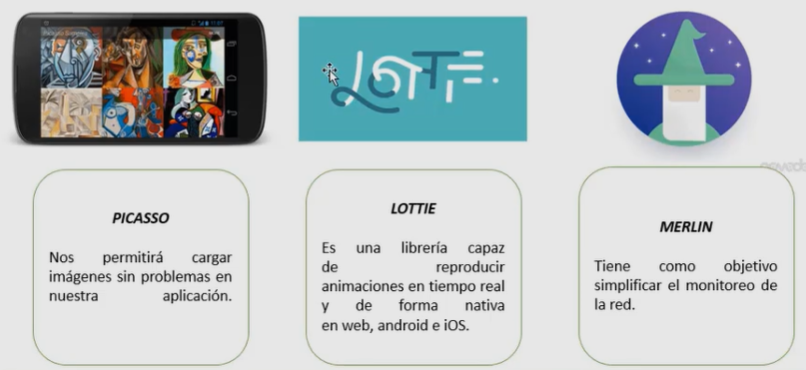 LOTTIE.
PICASSO
Nos permitirá cargar
imágenes sin problemas en
nuestra aplicación.
LOTTIE
Es una librería capaz
de reproducir
animaciones en tiempo real
y de forma nativa
en web, android e iOS.
MERLIN
Tiene como objetivo
simplificar el monitoreo de
la red.